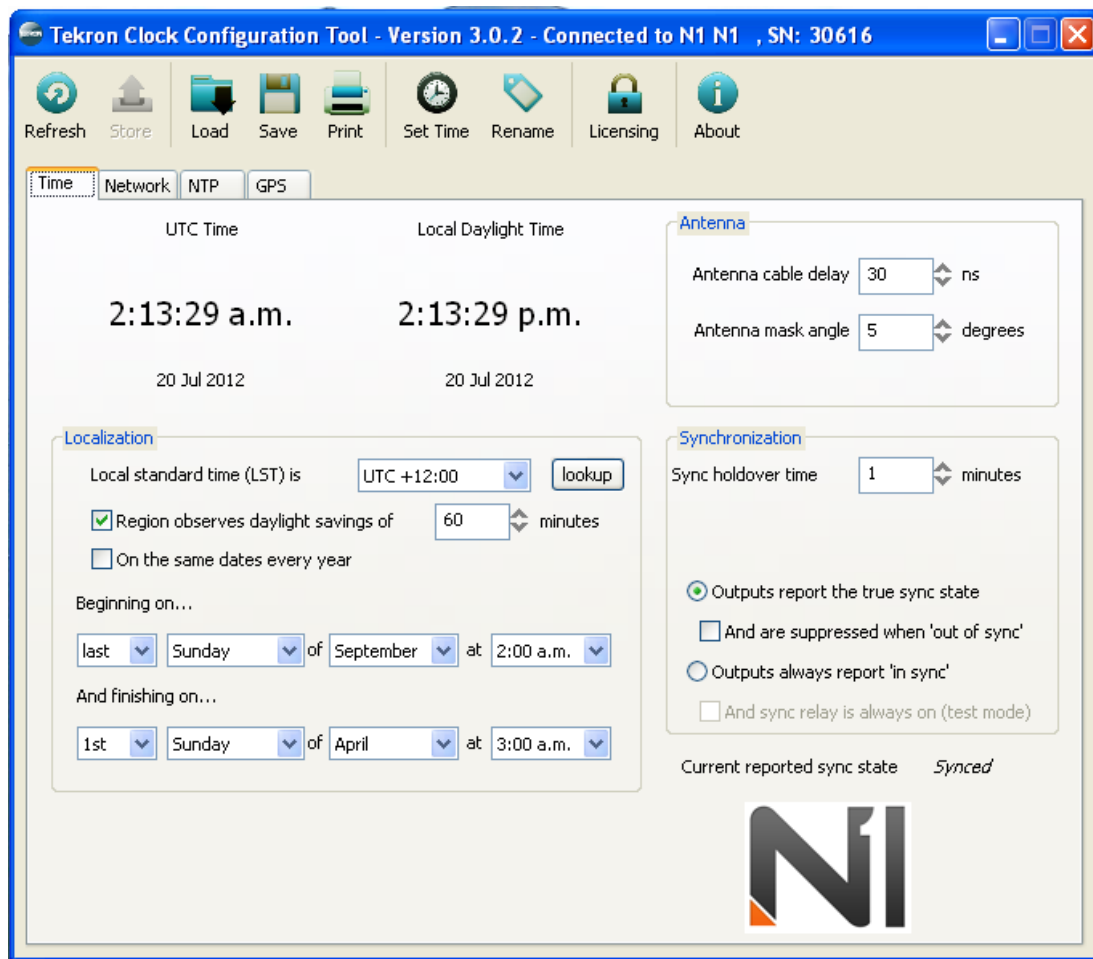 Tekron Clock Configuration Tool - Version 3.0.2 - Connected to N1 N1 , SN: 30616
Refresh Store Load Save Print Set Time Rename Licensing About
Time Network NTP GPS
UTC Time Local Daylight Time
2:13:29 a.m. 2:13:29 p.m.
20 Jul 2012 20 Jul 2012
Antenna
Antenna cable delay 30 ns
Antenna mask angle 5 degrees
Localization
Local standard time (LST) is UTC +12:00 lookup
Region observes daylight savings of 60 minutes
On the same dates every year
Beginning on...
last Sunday of September at 2:00 a.m.
And finishing on...
1st Sunday of April at 3:00 a.m.
Synchronization
Sync holdover time 1 minutes
Outputs report the true sync state
And are suppressed when 'out of sync'
Outputs always report 'in sync'
And sync relay is always on (test mode)
Current reported sync state Synced
N1